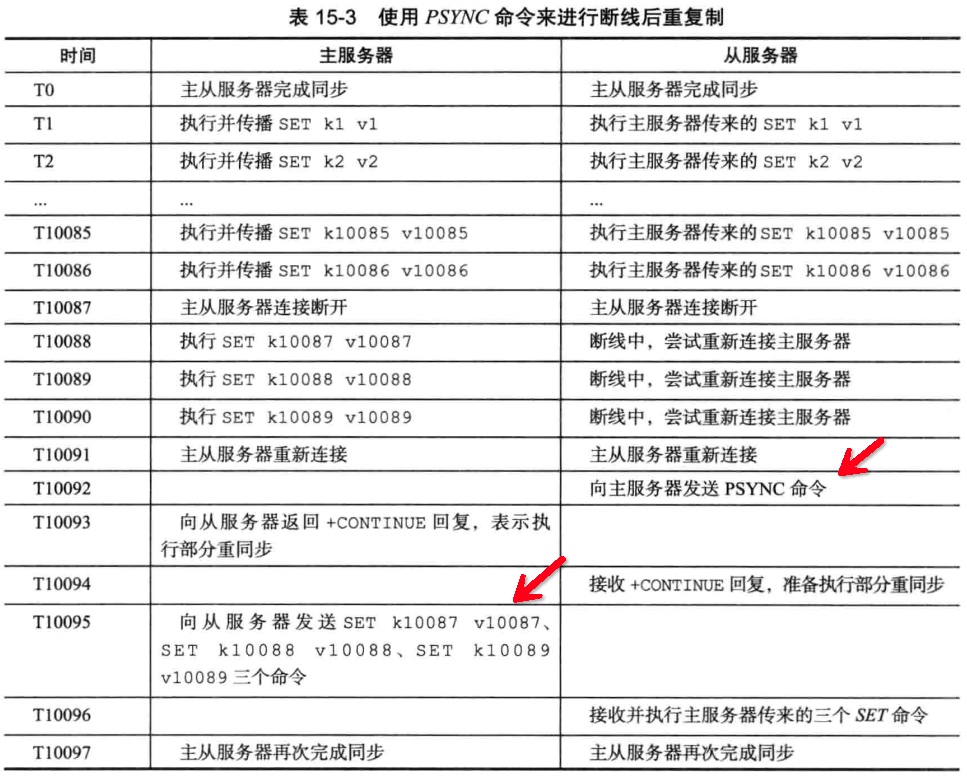 表 15-3 使用 PSYNC 命令来进行断线后重复制
时间 主服务器 从服务器
T0 主从服务器完成同步 主从服务器完成同步
T1 执行并传播 SET k1 v1 执行主服务器传来的 SET k1 v1
T2 执行并传播 SET k2 v2 执行主服务器传来的 SET k2 v2
... ... ...
T10085 执行并传播 SET k10085 v10085 执行主服务器传来的 SET k10085 v10085
T10086 执行并传播 SET k10086 v10086 执行主服务器传来的 SET k10086 v10086
T10087 主从服务器连接断开 主从服务器连接断开
T10088 执行 SET k10087 v10087 断线中，尝试重新连接主服务器
T10089 执行 SET k10088 v10088 断线中，尝试重新连接主服务器
T10090 执行 SET k10089 v10089 断线中，尝试重新连接主服务器
T10091 主从服务器重新连接 主从服务器重新连接
T10092 向主服务器发送 PSYNC 命令
T10093 向从服务器返回 +CONTINUE 回复，表示执
行部分重同步
T10094 接收 +CONTINUE 回复，准备执行部分重同步
T10095 向从服务器发送 SET k10087 v10087、
SET k10088 v10088、SET k10089
v10089 三个命令
T10096 接收并执行主服务器传来的三个 SET 命令
T10097 主从服务器再次完成同步 主从服务器再次完成同步